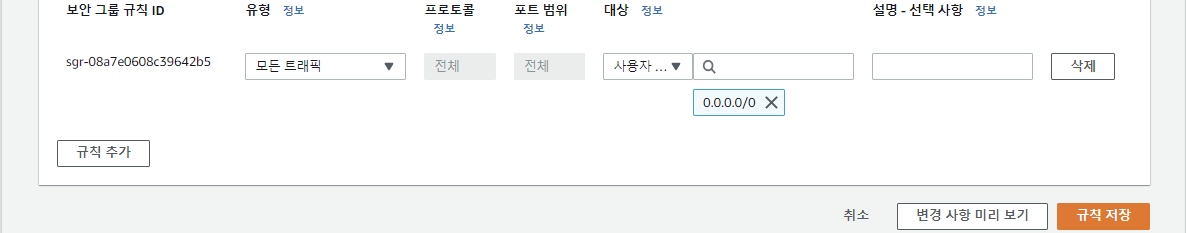 보안 그룹 규칙 ID 유형 정보 프로토콜 정보 포트 범위 정보 대상 정보 설명 - 선택 사항 정보
sgr-08a7e0608c39642b5 모든 트래픽 전체 전체 사용자 ... 삭제
0.0.0.0/0
규칙 추가
취소 변경 사항 미리 보기 규칙 저장